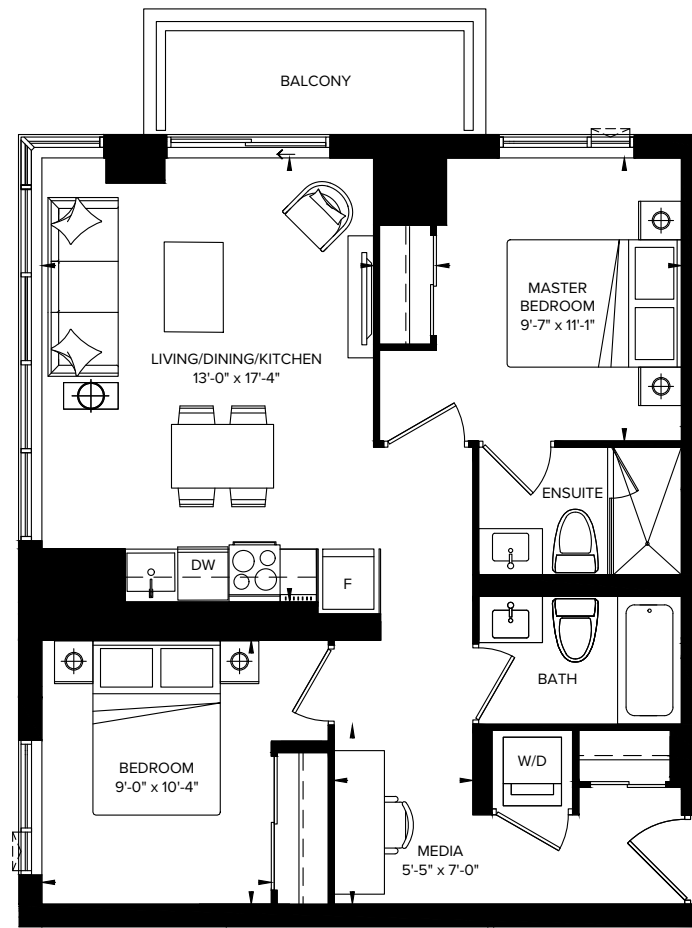 BALCONY
MASTER
BEDROOM
9'-7" x 11'-1"
LIVING/DINING/KITCHEN
13'-0" x 17'-4"
ENSUITE
DW
F
BATH
W/D
BEDROOM
9'-0" x 10'-4"
MEDIA
5'-5" x 7'-0"